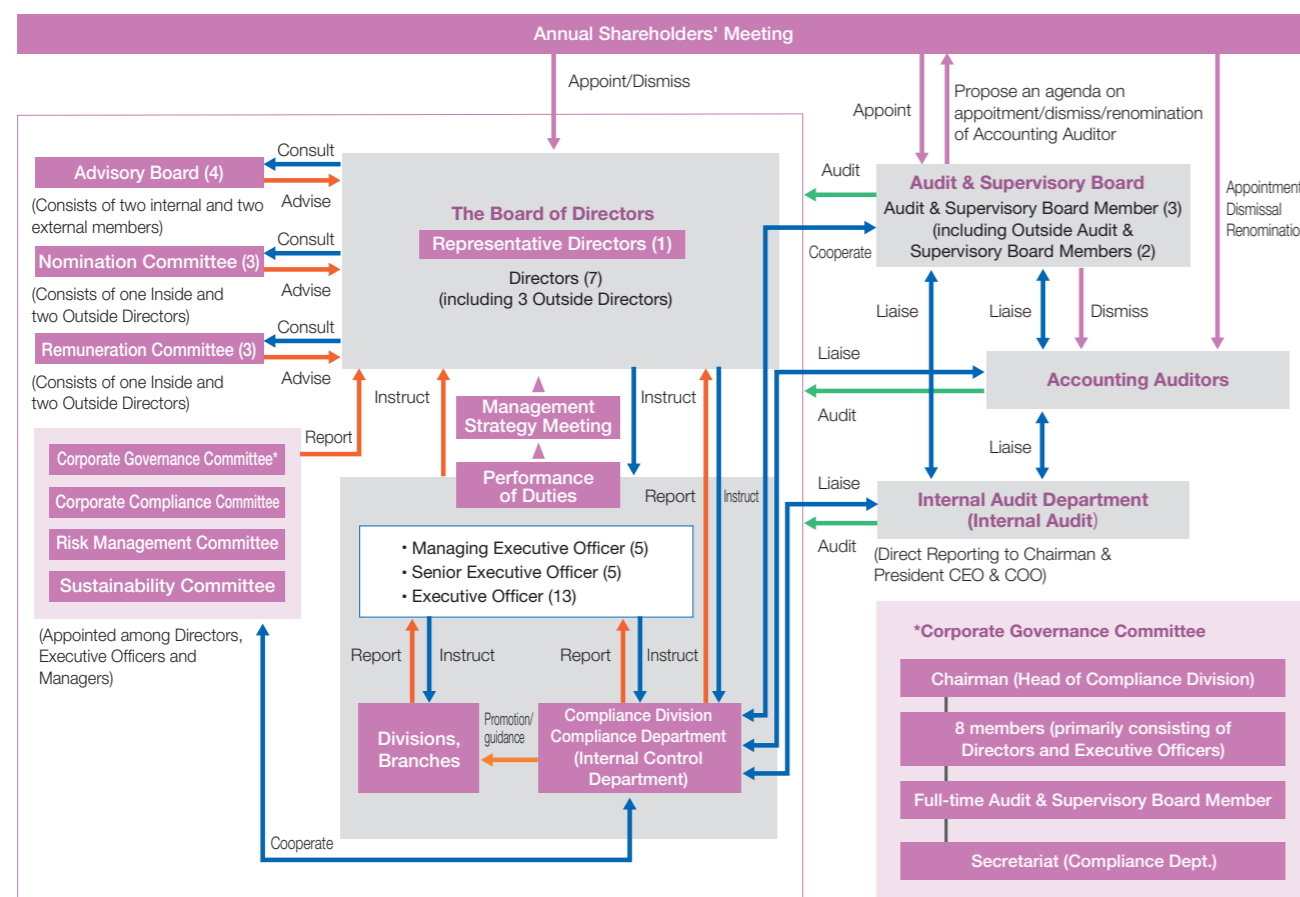 Annual Shareholders' Meeting
Appoint/Dismiss
Appoint
Propose an agenda on
appoitment/dismiss/renomination
of Accounting Auditor
Consult
Advisory Board (4)
Advise
(Consists of two internal and two
external members)
Consult
Nomination Committee (3)
Advise
(Consists of one Inside and
two Outside Directors)
Consult
Remuneration Committee (3)
Advise
(Consists of one Inside and
two Outside Directors)
The Board of Directors
Representative Directors (1)
Directors (7)
(including 3 Outside Directors)
Audit
Cooperate
Audit & Supervisory Board
Audit & Supervisory Board Member (3)
(including Outside Audit &
Supervisory Board Members (2)
Appointment
Dismissal
Renominatio
Liaise
Liaise
Dismiss
Liaise
Accounting Auditors
Audit
Liaise
Liaise
Internal Audit Department
(Internal Audit)
Audit
(Direct Reporting to Chairman &
President CEO & COO)
Instruct
Management
Strategy Meeting
Instruct
Report
Performance
of Duties
Report
Instruct
Corporate Governance Committee*
Corporate Compliance Committee
Risk Management Committee
Sustainability Committee
(Appointed among Directors,
Executive Officers and
Managers)
• Managing Executive Officer (5)
• Senior Executive Officer (5)
• Executive Officer (13)
Report
Instruct
Report
Instruct
Divisions,
Branches
Promotion/
guidance
Compliance Division
Compliance Department
(Internal Control
Department)
Cooperate
*Corporate Governance Committee
Chairman (Head of Compliance Division)
8 members (primarily consisting of
Directors and Executive Officers)
Full-time Audit & Supervisory Board Member
Secretariat (Compliance Dept.)